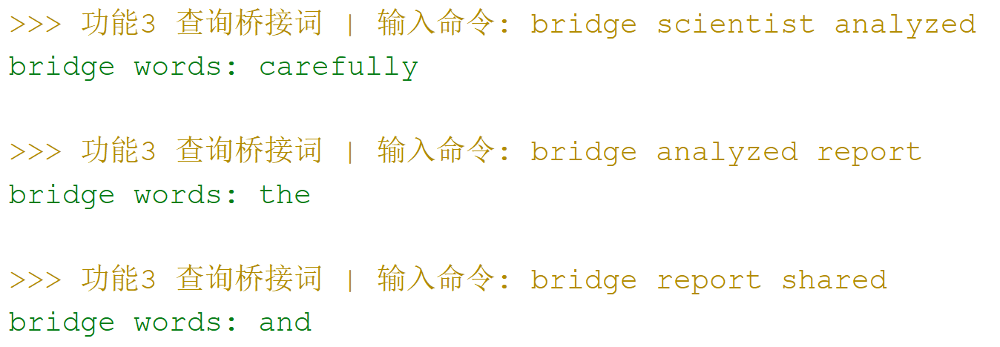 >>> 功能3 查询桥接词 | 输入命令: bridge scientist analyzed
bridge words: carefully
>>> 功能3 查询桥接词 | 输入命令: bridge analyzed report
bridge words: the
>>> 功能3 查询桥接词 | 输入命令: bridge report shared
bridge words: and